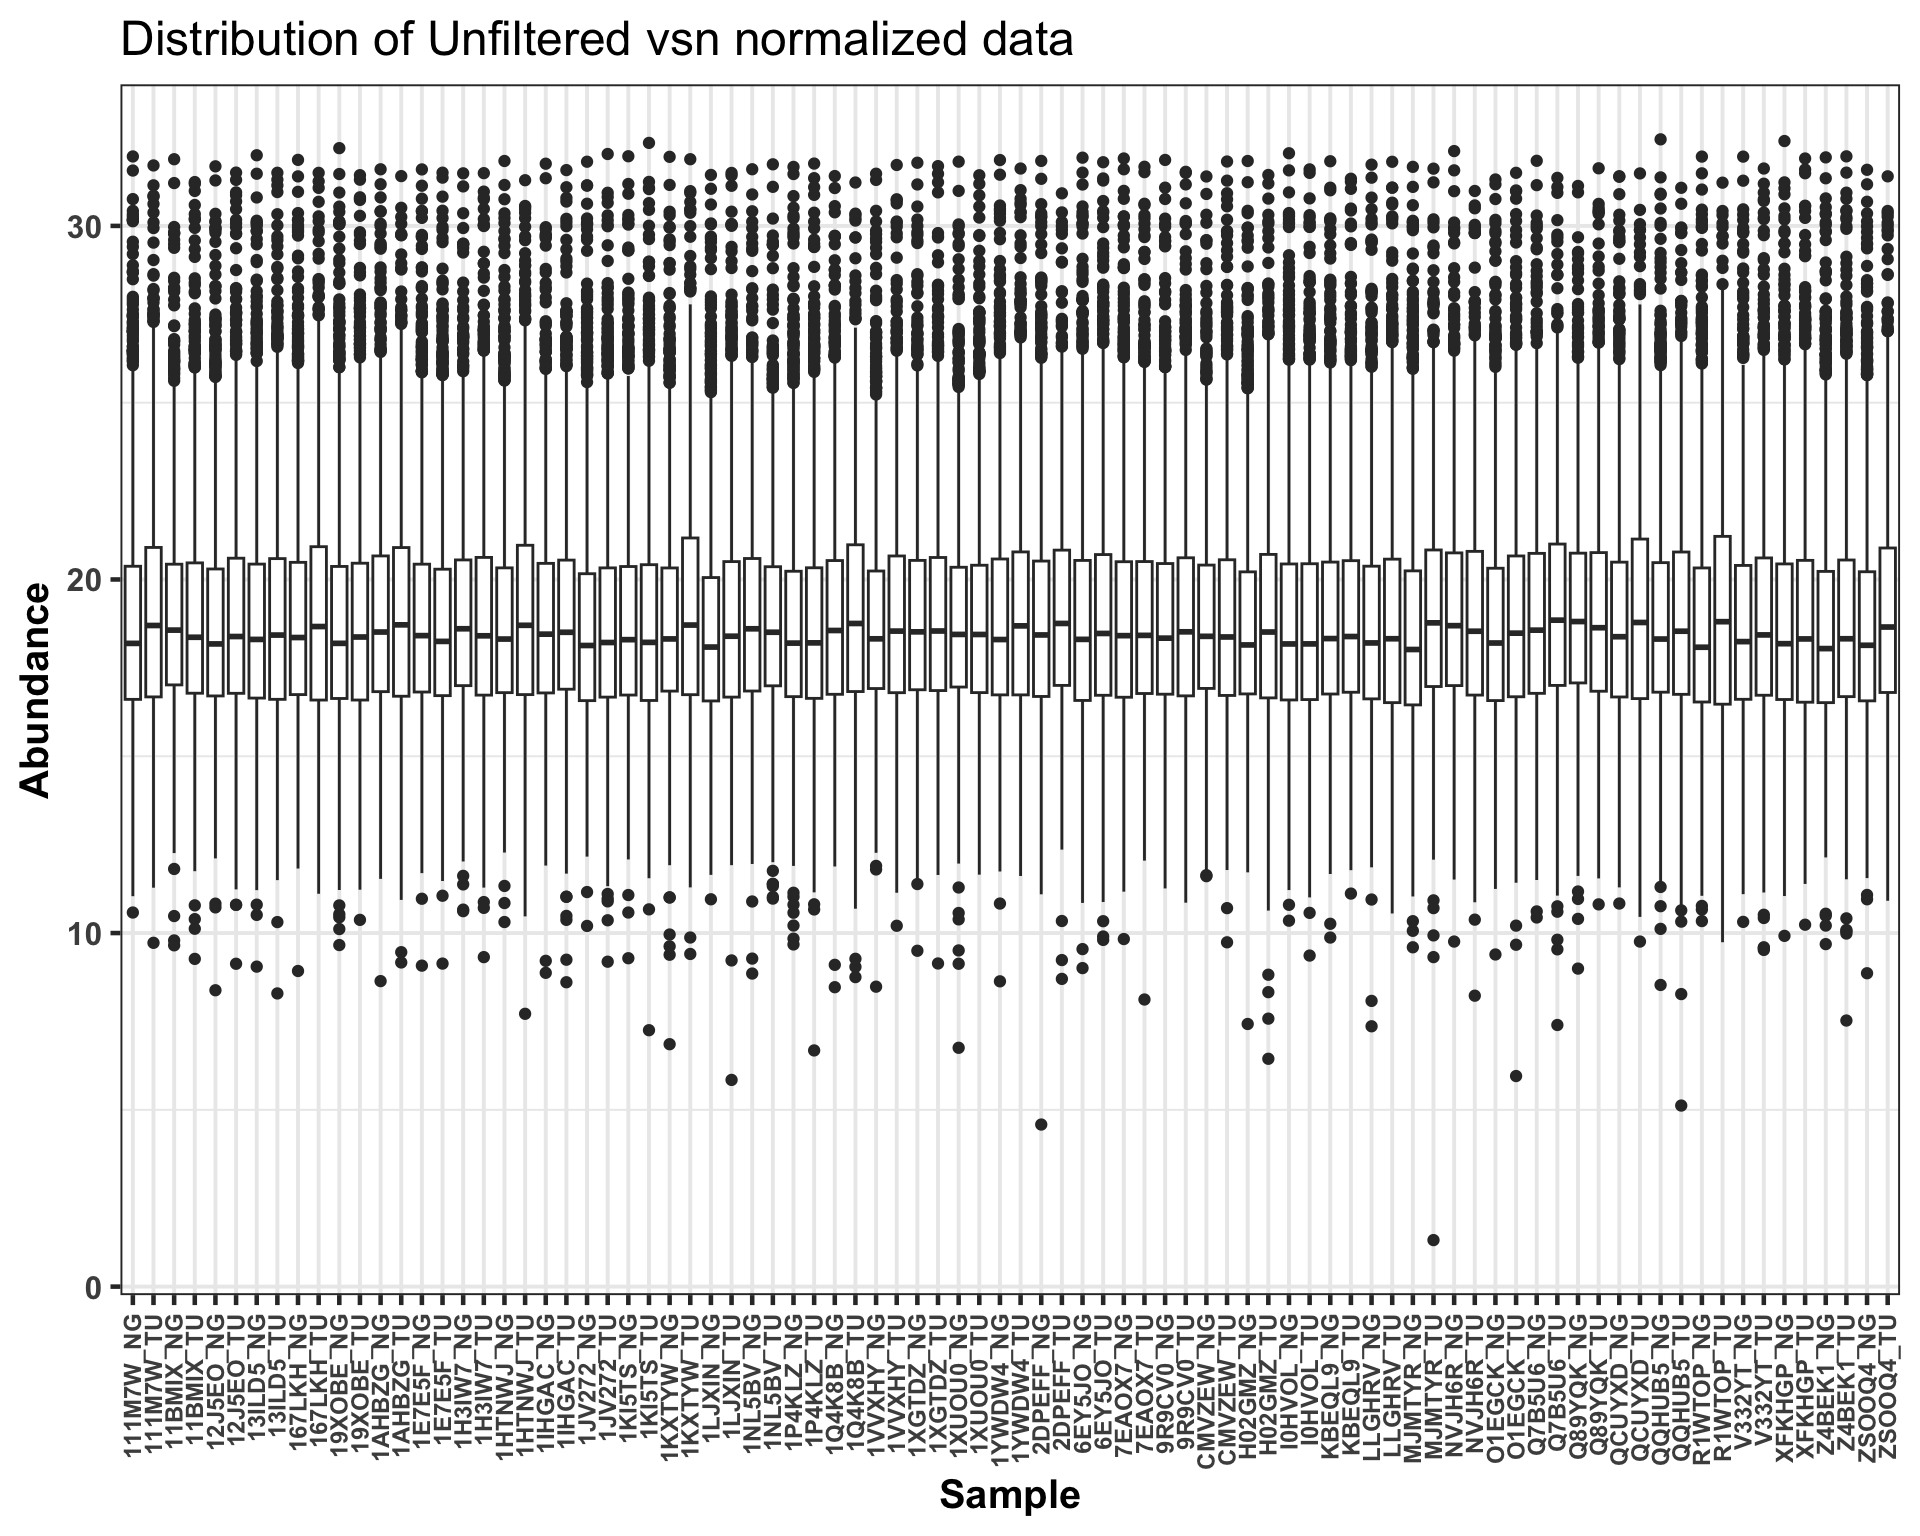 Distribution of Unfiltered vsn normalized data
Abundance
30
20
10
0
111M7W_NG
111M7W_TU
11BMIX_NG
11BMIX_TU
12J5EO_NG
12J5EO_TU
13ILD5_NG
13ILD5_TU
167LKH_NG
167LKH_TU
19XOBE_NG
19XOBE_TU
1AHBZG_NG
1AHBZG_TU
1E7E5F_NG
1E7E5F_TU
1H3IW7_NG
1H3IW7_TU
1HTNWJ_NG
1HTNWJ_TU
1IHGAC_NG
1IHGAC_TU
1JV272_NG
1JV272_TU
1KI5TS_NG
1KI5TS_TU
1KXTYW_NG
1KXTYW_TU
1LJXIN_NG
1LJXIN_TU
1NL5BV_NG
1NL5BV_TU
1P4KLZ_NG
1P4KLZ_TU
1Q4K8B_NG
1Q4K8B_TU
1VVXHY_NG
1VVXHY_TU
1XGTDZ_NG
1XGTDZ_TU
1XUOU0_NG
1XUOU0_TU
1YWDW4_NG
1YWDW4_TU
2DPEFF_NG
2DPEFF_TU
6EY5JO_NG
6EY5JO_TU
7EAOX7_NG
7EAOX7_TU
9R9CV0_NG
9R9CV0_TU
CMVZEW_NG
CMVZEW_TU
H02GMZ_NG
H02GMZ_TU
I0HVOL_NG
I0HVOL_TU
KBEQL9_NG
KBEQL9_TU
LLGHRV_NG
LLGHRV_TU
MJMTYR_NG
MJMTYR_TU
NVJH6R_NG
NVJH6R_TU
O1EGCK_NG
O1EGCK_TU
Q7B5U6_NG
Q7B5U6_TU
Q89YQK_NG
Q89YQK_TU
QCUYXD_NG
QCUYXD_TU
QQHUB5_NG
QQHUB5_TU
R1WTOP_NG
R1WTOP_TU
V332YT_NG
V332YT_TU
XFKHGP_NG
XFKHGP_TU
Z4BEK1_NG
Z4BEK1_TU
ZSOOQ4_NG
ZSOOQ4_TU
Sample